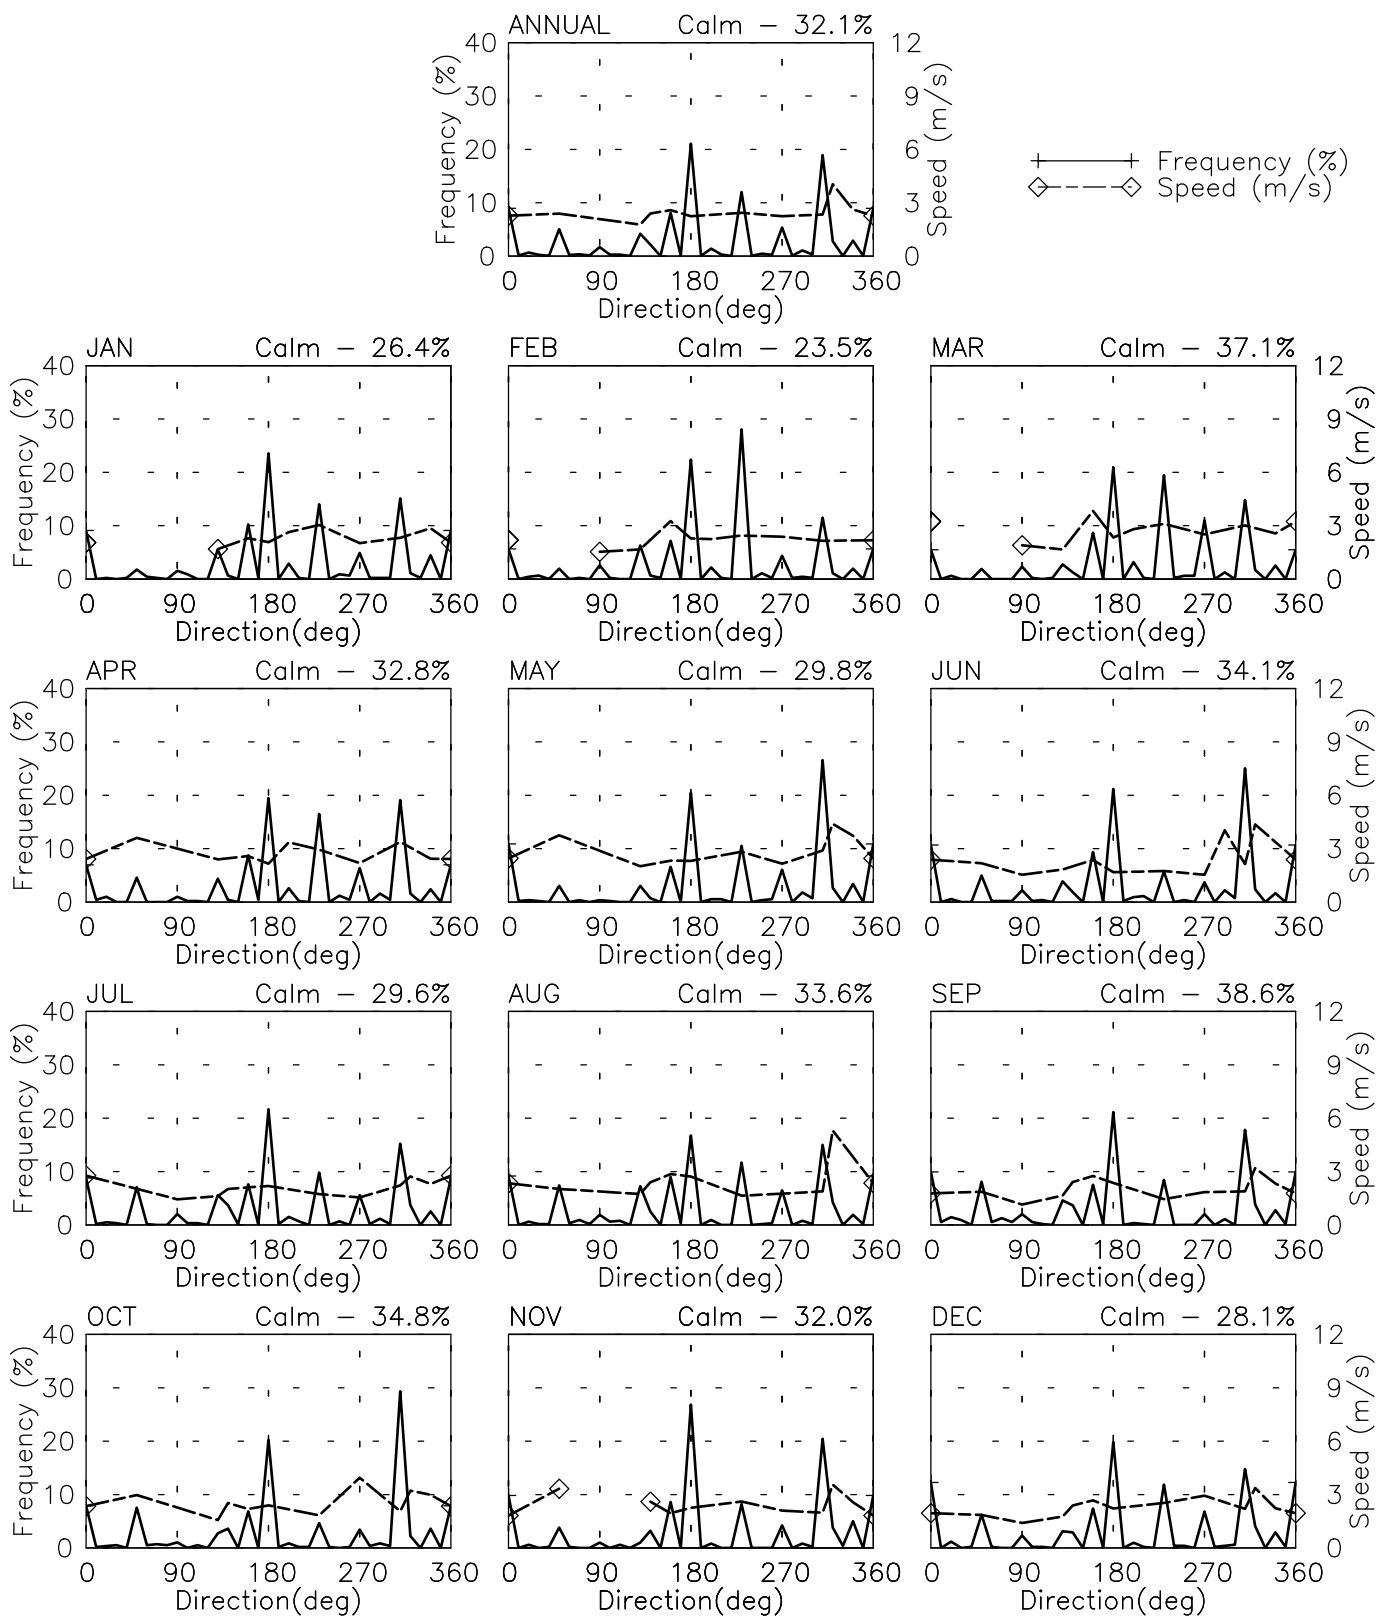 ANNUAL Calm – 32.1%
40 30 20 10 0
Frequency (%)
12 9 6 3 0
Speed (m/s)
0 90 180 270 360
Direction(deg)
Frequency (%)
Speed (m/s)
JAN Calm – 26.4%
FEB Calm – 23.5%
MAR Calm – 37.1%
40 30 20 10 0
Frequency (%)
12 9 6 3 0
Speed (m/s)
0 90 180 270 360
0 90 180 270 360
0 90 180 270 360
Direction(deg)
Direction(deg)
Direction(deg)
APR Calm – 32.8%
MAY Calm – 29.8%
JUN Calm – 34.1%
40 30 20 10 0
Frequency (%)
12 9 6 3 0
Speed (m/s)
0 90 180 270 360
0 90 180 270 360
0 90 180 270 360
Direction(deg)
Direction(deg)
Direction(deg)
JUL Calm – 29.6%
AUG Calm – 33.6%
SEP Calm – 38.6%
40 30 20 10 0
Frequency (%)
12 9 6 3 0
Speed (m/s)
0 90 180 270 360
0 90 180 270 360
0 90 180 270 360
Direction(deg)
Direction(deg)
Direction(deg)
OCT Calm – 34.8%
NOV Calm – 32.0%
DEC Calm – 28.1%
40 30 20 10 0
Frequency (%)
12 9 6 3 0
Speed (m/s)
0 90 180 270 360
0 90 180 270 360
0 90 180 270 360
Direction(deg)
Direction(deg)
Direction(deg)